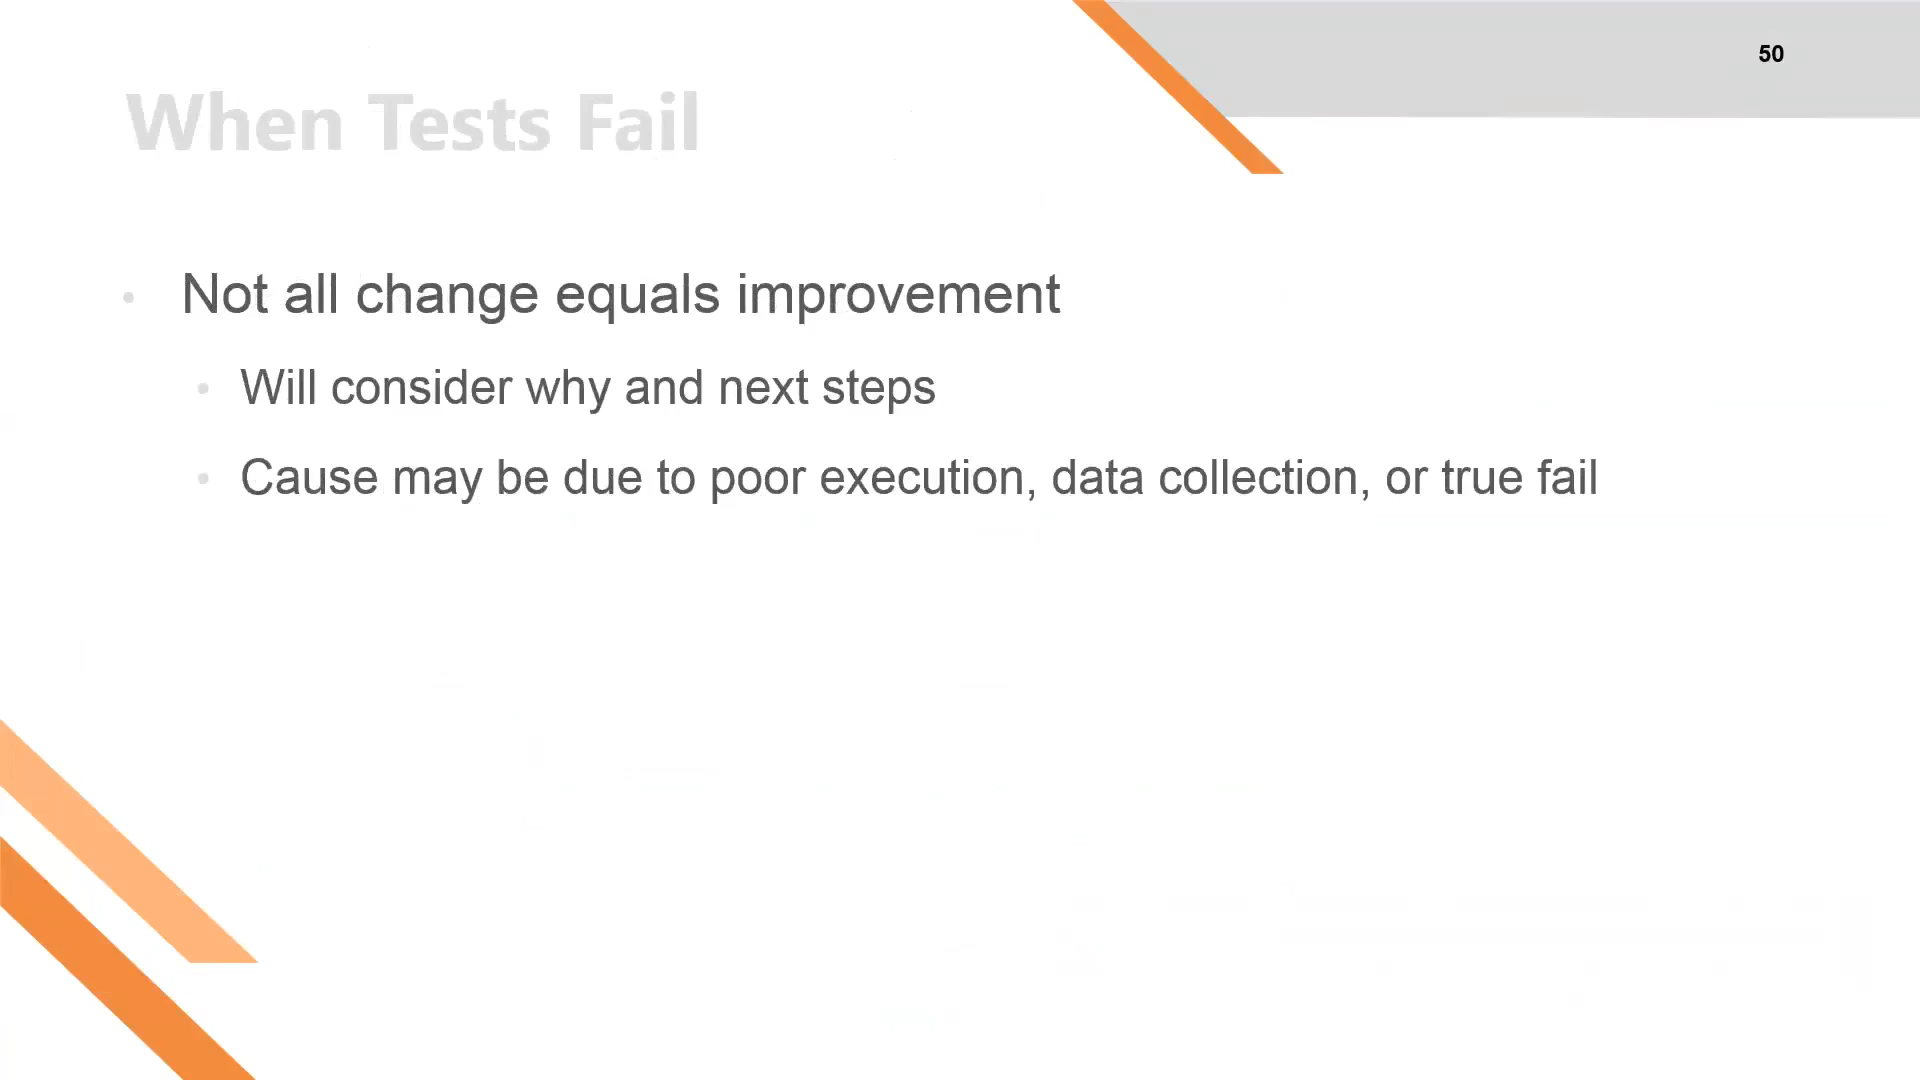 50
When Tests Fail
• Not all change equals improvement
• Will consider why and next steps
• Cause may be due to poor execution, data collection, or true fail